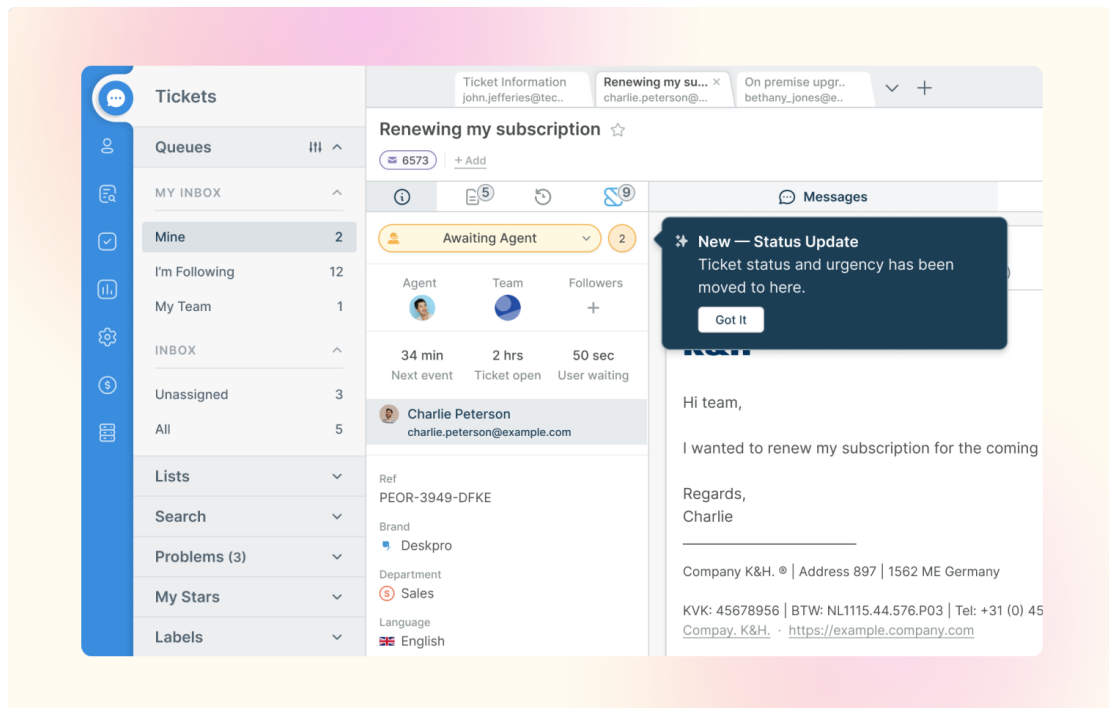 Tickets
Queues
MY INBOX
Mine 2
I'm Following 12
My Team 1
INBOX
Unassigned 3
All 5
Lists
Search
Problems (3)
My Stars
Labels
Ticket Information
john.jefferies@tec..
Renewing my su...
charlie.peterson@...
On premise upgr..
bethany_jones@e..
Renewing my subscription
6573
+ Add
5
9
Awaiting Agent
2
Agent Team Followers
34 min 2 hrs 50 sec
Next event Ticket open User waiting
Charlie Peterson
charlie.peterson@example.com
Ref
PEOR-3949-DFKE
Brand
Deskpro
Department
S Sales
Language
English
Messages
New — Status Update
Ticket status and urgency has been
moved to here.
Got It
Hi team,
I wanted to renew my subscription for the coming
Regards,
Charlie
Company K&H. ® | Address 897 | 1562 ME Germany
KVK: 45678956 | BTW: NL1115.44.576.P03 | Tel: +31 (0) 45
Compay. K&H. · https://example.company.com